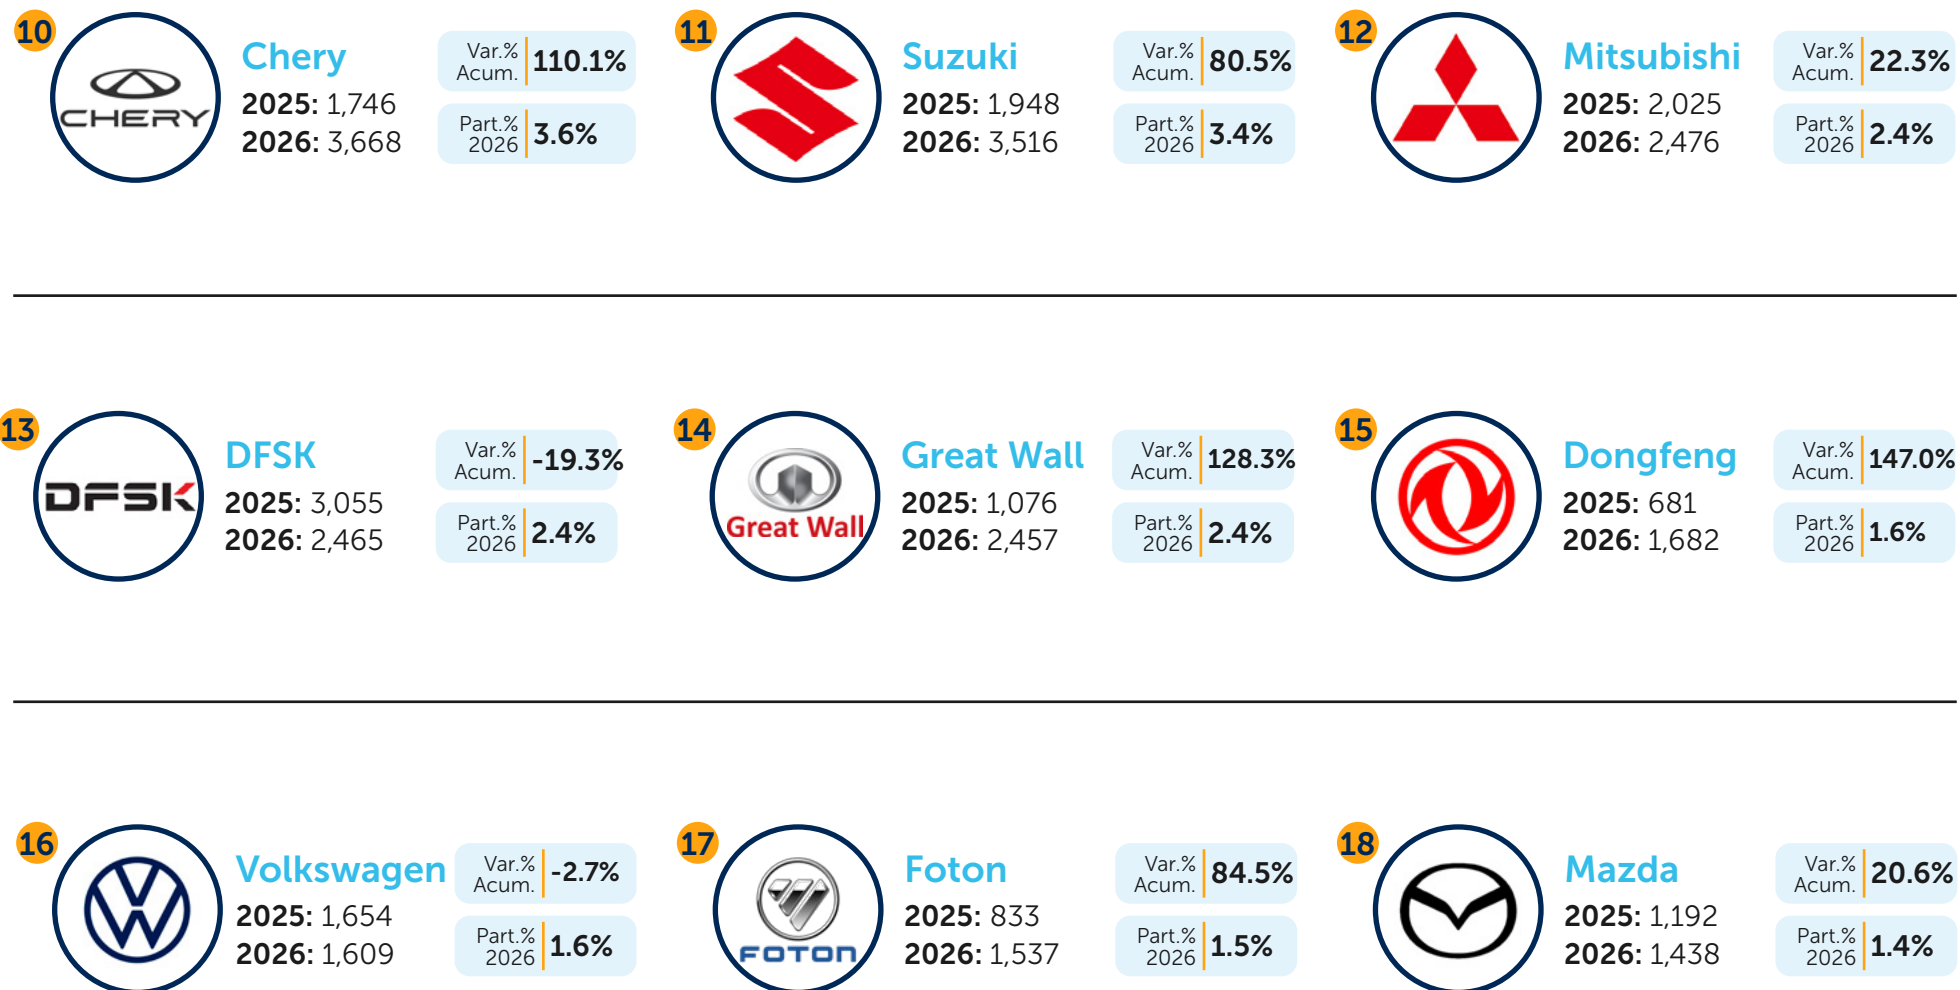 10
CHERY
Chery
2025: 1,746
2026: 3,668
Var.%
Acum.
110.1%
Part.%
2026
3.6%
11
Suzuki
2025: 1,948
2026: 3,516
Var.%
Acum.
80.5%
Part.%
2026
3.4%
12
Mitsubishi
2025: 2,025
2026: 2,476
Var.%
Acum.
22.3%
Part.%
2026
2.4%
13
DFSK
DFSK
2025: 3,055
2026: 2,465
Var.%
Acum.
-19.3%
Part.%
2026
2.4%
14
Great Wall
Great Wall
2025: 1,076
2026: 2,457
Var.%
Acum.
128.3%
Part.%
2026
2.4%
15
Dongfeng
2025: 681
2026: 1,682
Var.%
Acum.
147.0%
Part.%
2026
1.6%
16
Volkswagen
2025: 1,654
2026: 1,609
Var.%
Acum.
-2.7%
Part.%
2026
1.6%
17
FOTON
Foton
2025: 833
2026: 1,537
Var.%
Acum.
84.5%
Part.%
2026
1.5%
18
Mazda
2025: 1,192
2026: 1,438
Var.%
Acum.
20.6%
Part.%
2026
1.4%